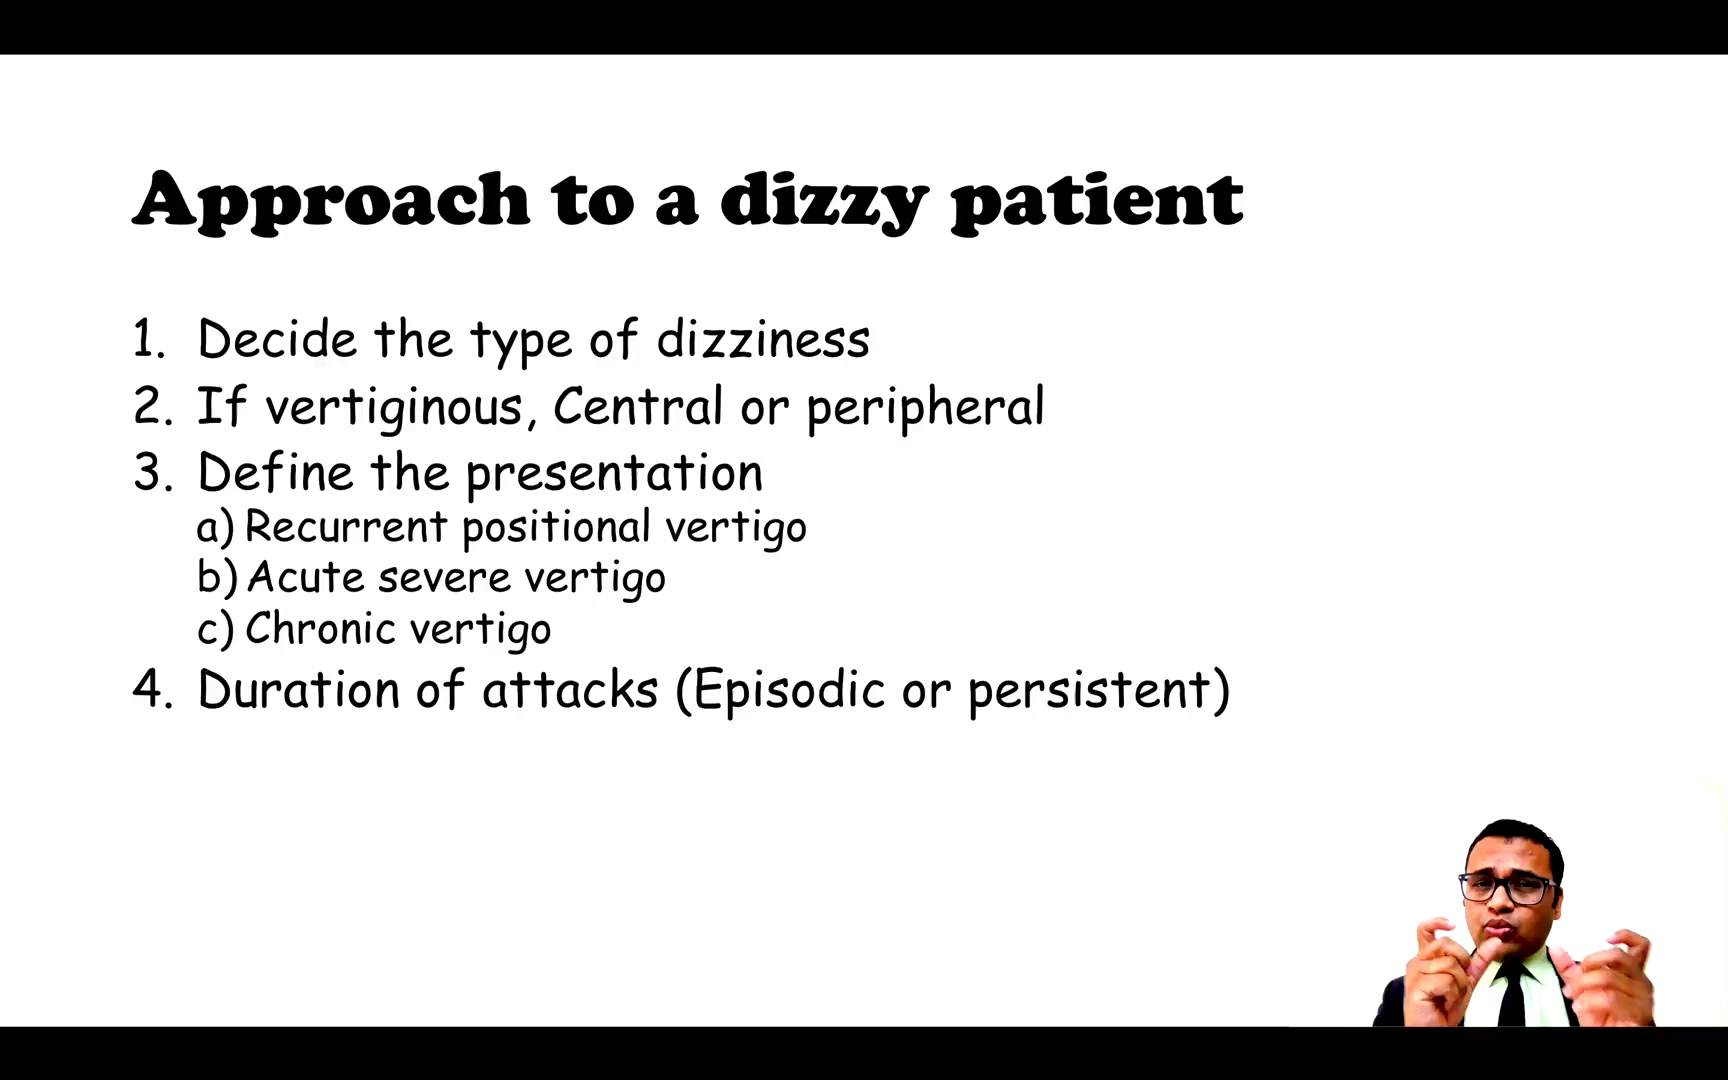 Approach to a dizzy patient
1. Decide the type of dizziness
2. If vertiginous, Central or peripheral
3. Define the presentation
a) Recurrent positional vertigo
b) Acute severe vertigo
c) Chronic vertigo
4. Duration of attacks (Episodic or persistent)